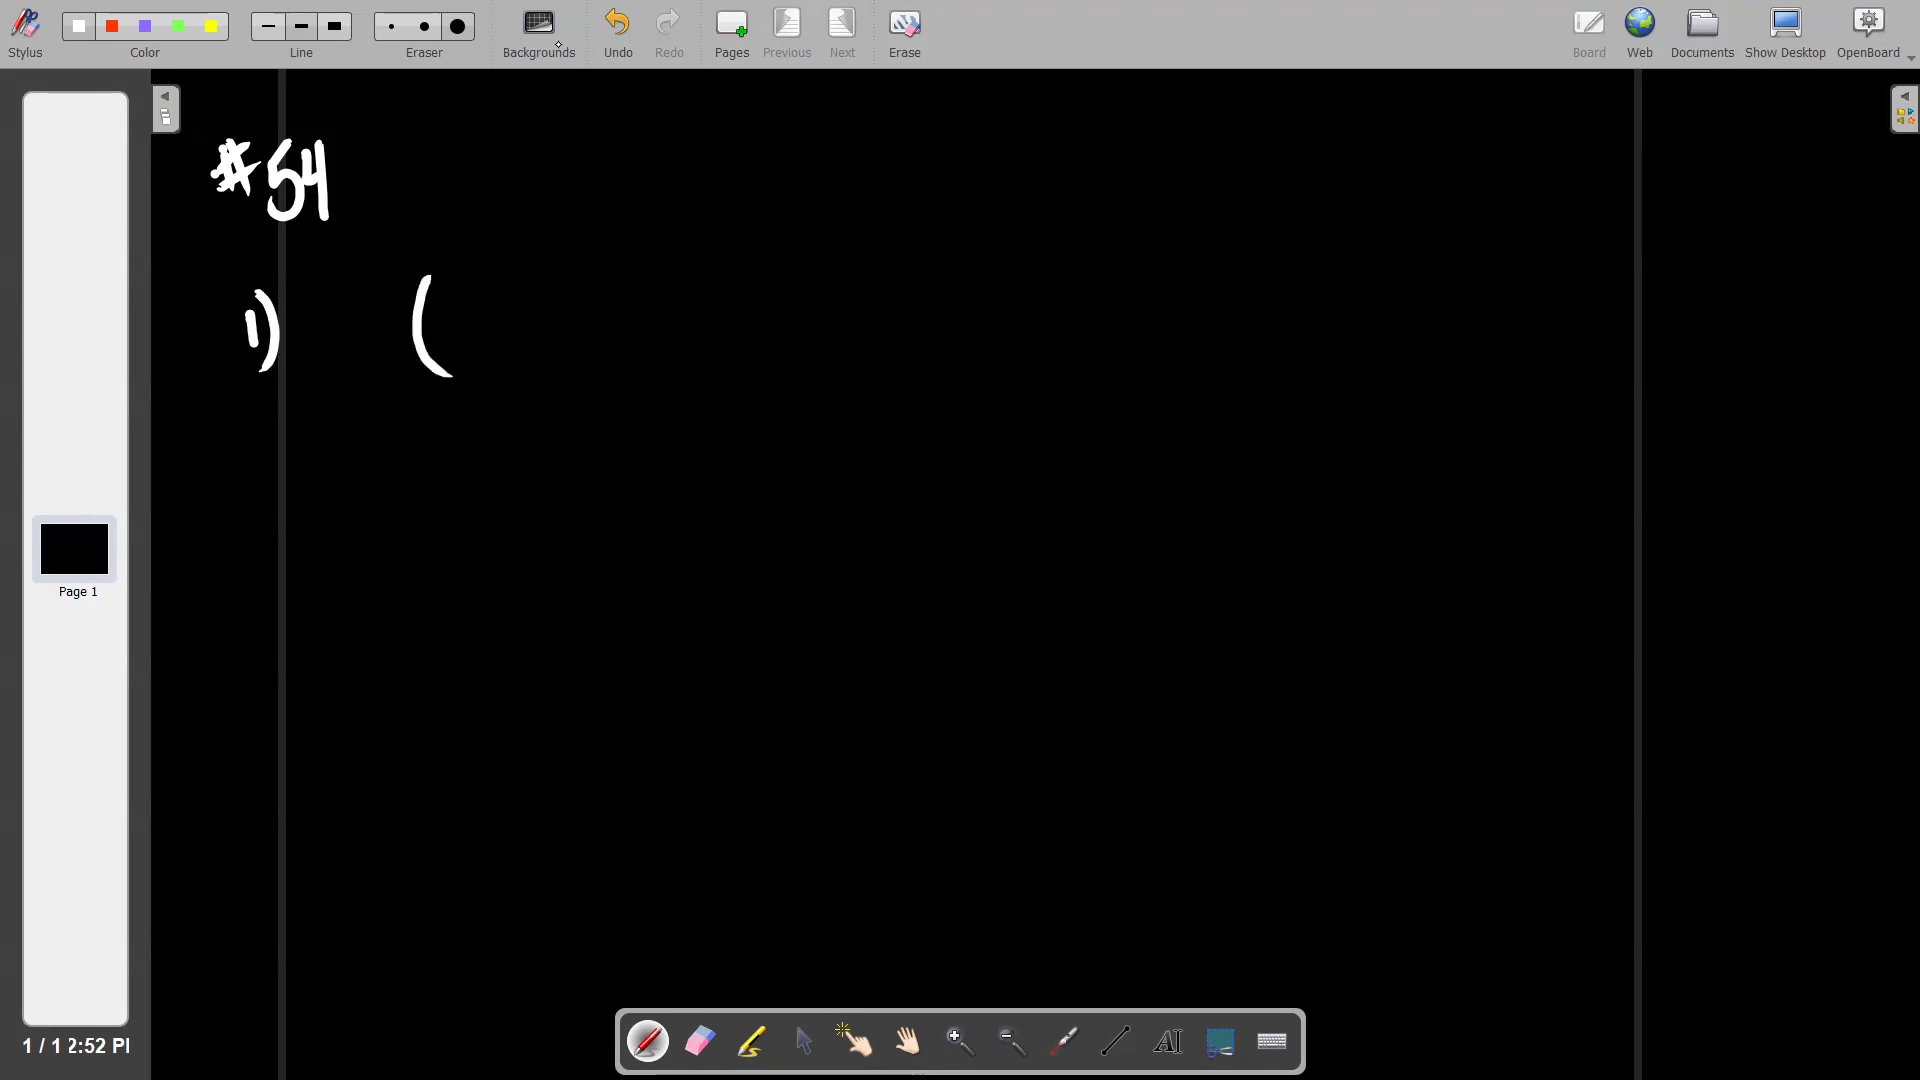 Stylus Color Line Eraser Backgrounds Undo Redo Pages Previous Next Erase Board Web Documents Show Desktop OpenBoard
#54
1) (
Page 1
1 / 1 2:52 PI